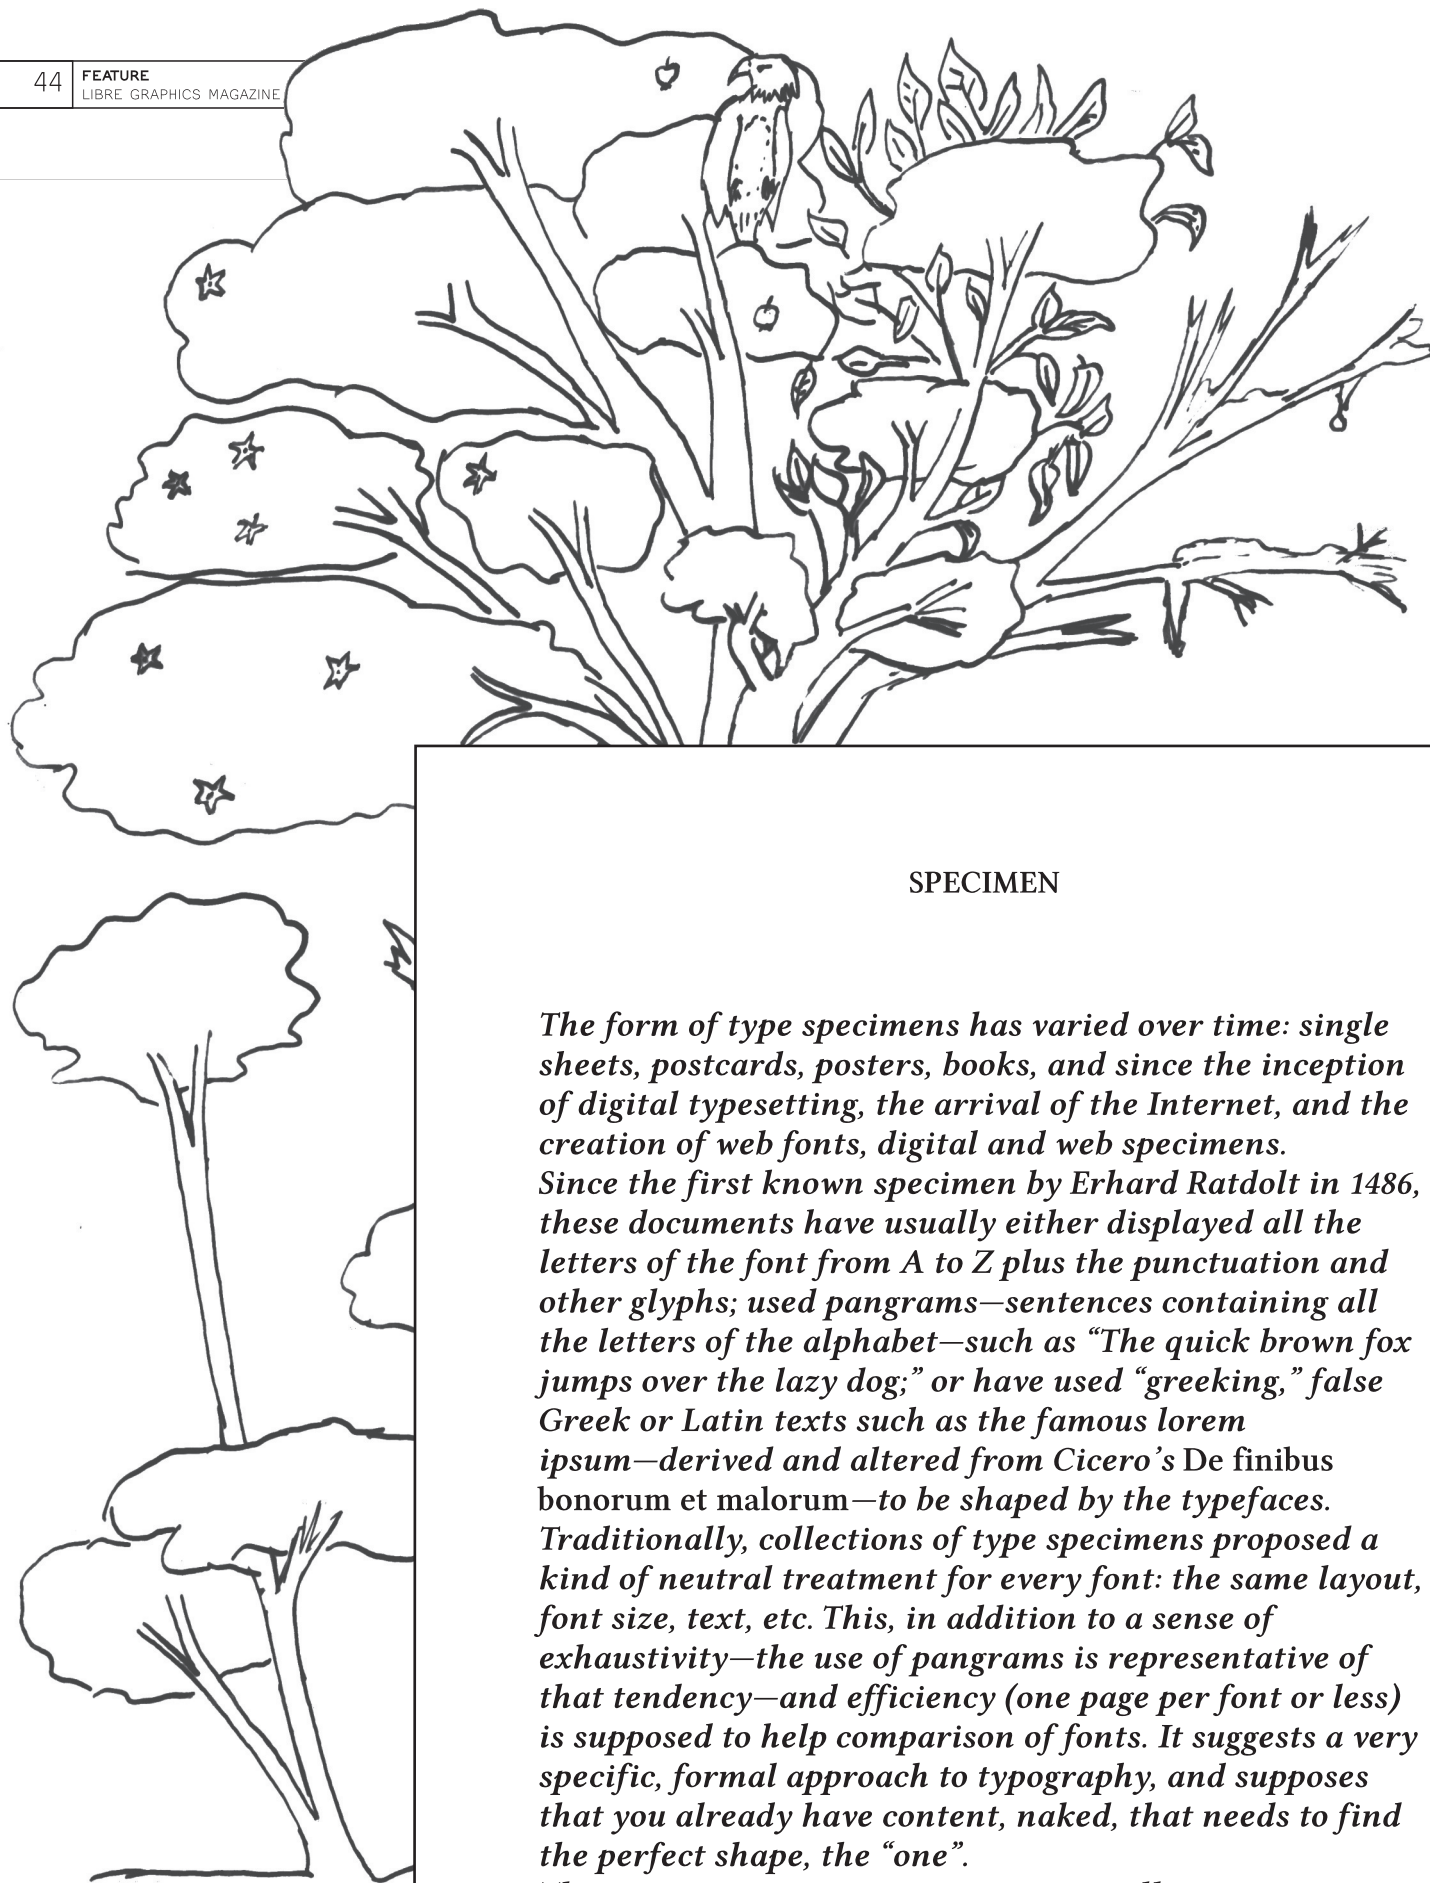 44
FEATURE
LIBRE GRAPHICS MAGAZINE
SPECIMEN
The form of type specimens has varied over time: single
sheets, postcards, posters, books, and since the inception
of digital typesetting, the arrival of the Internet, and the
creation of web fonts, digital and web specimens.
Since the first known specimen by Erhard Ratdolt in 1486,
these documents have usually either displayed all the
letters of the font from A to Z plus the punctuation and
other glyphs; used pangrams—sentences containing all
the letters of the alphabet—such as “The quick brown fox
jumps over the lazy dog;” or have used “greeking,” false
Greek or Latin texts such as the famous lorem
ipsum—derived and altered from Cicero’s De finibus
bonorum et malorum—to be shaped by the typefaces.
Traditionally, collections of type specimens proposed a
kind of neutral treatment for every font: the same layout,
font size, text, etc. This, in addition to a sense of
exhaustivity—the use of pangrams is representative of
that tendency—and efficiency (one page per font or less)
is supposed to help comparison of fonts. It suggests a very
specific, formal approach to typography, and supposes
that you already have content, naked, that needs to find
the perfect shape, the “one”.